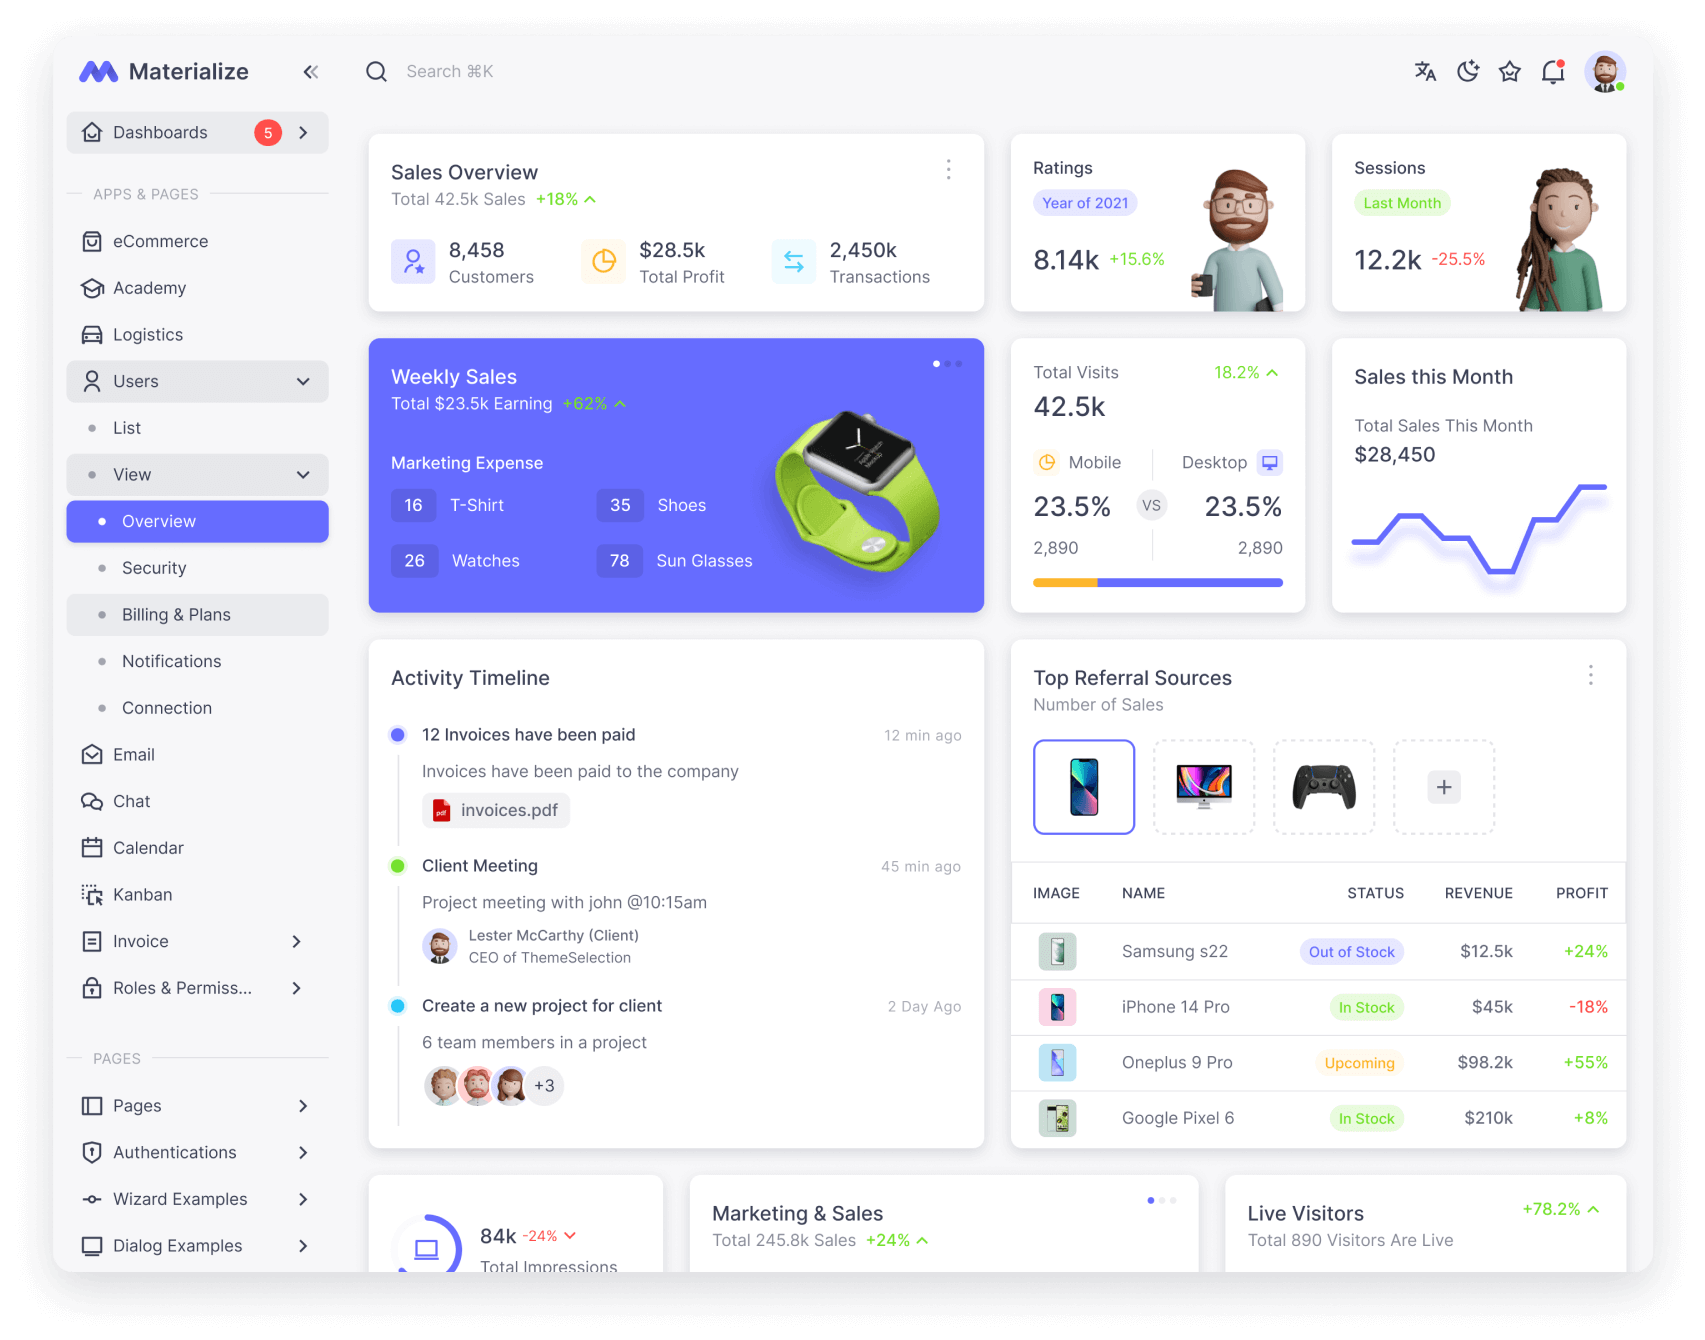 Materialize
Search ⌘K
Dashboards 5
APPS & PAGES
eCommerce
Academy
Logistics
Users
List
View
Overview
Security
Billing & Plans
Notifications
Connection
Email
Chat
Calendar
Kanban
Invoice
Roles & Permiss...
PAGES
Pages
Authentications
Wizard Examples
Dialog Examples
Sales Overview
Total 42.5k Sales +18%
8,458
Customers
$28.5k
Total Profit
2,450k
Transactions
Ratings
Year of 2021
8.14k +15.6%
Sessions
Last Month
12.2k -25.5%
Weekly Sales
Total $23.5k Earning +62%
Marketing Expense
16 T-Shirt
35 Shoes
26 Watches
78 Sun Glasses
Apple Watch
Mockup
Total Visits 18.2%
42.5k
Mobile Desktop
23.5% VS 23.5%
2,890 2,890
Sales this Month
Total Sales This Month
$28,450
Activity Timeline
12 Invoices have been paid 12 min ago
Invoices have been paid to the company
pdf invoices.pdf
Client Meeting 45 min ago
Project meeting with john @10:15am
Lester McCarthy (Client)
CEO of ThemeSelection
Create a new project for client 2 Day Ago
6 team members in a project
+3
Top Referral Sources
Number of Sales
+
IMAGE NAME STATUS REVENUE PROFIT
Samsung s22 Out of Stock $12.5k +24%
iPhone 14 Pro In Stock $45k -18%
Oneplus 9 Pro Upcoming $98.2k +55%
Google Pixel 6 In Stock $210k +8%
84k -24%
Total Impressions
Marketing & Sales
Total 245.8k Sales +24%
Live Visitors +78.2%
Total 890 Visitors Are Live